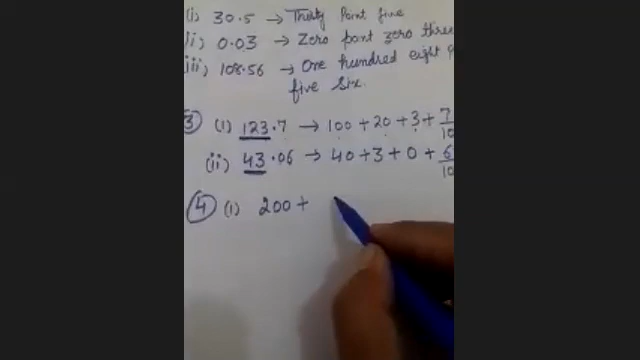 (i) 30.5 → Thirty Point five
(ii) 0.03 → Zero point zero three
(iii) 108.56 → One hundred eight
five Six.
3 (i) 123.7 → 100 + 20 + 3 + 7/10
(ii) 43.06 → 40 + 3 + 0 + 6/10
4 (i) 200 +